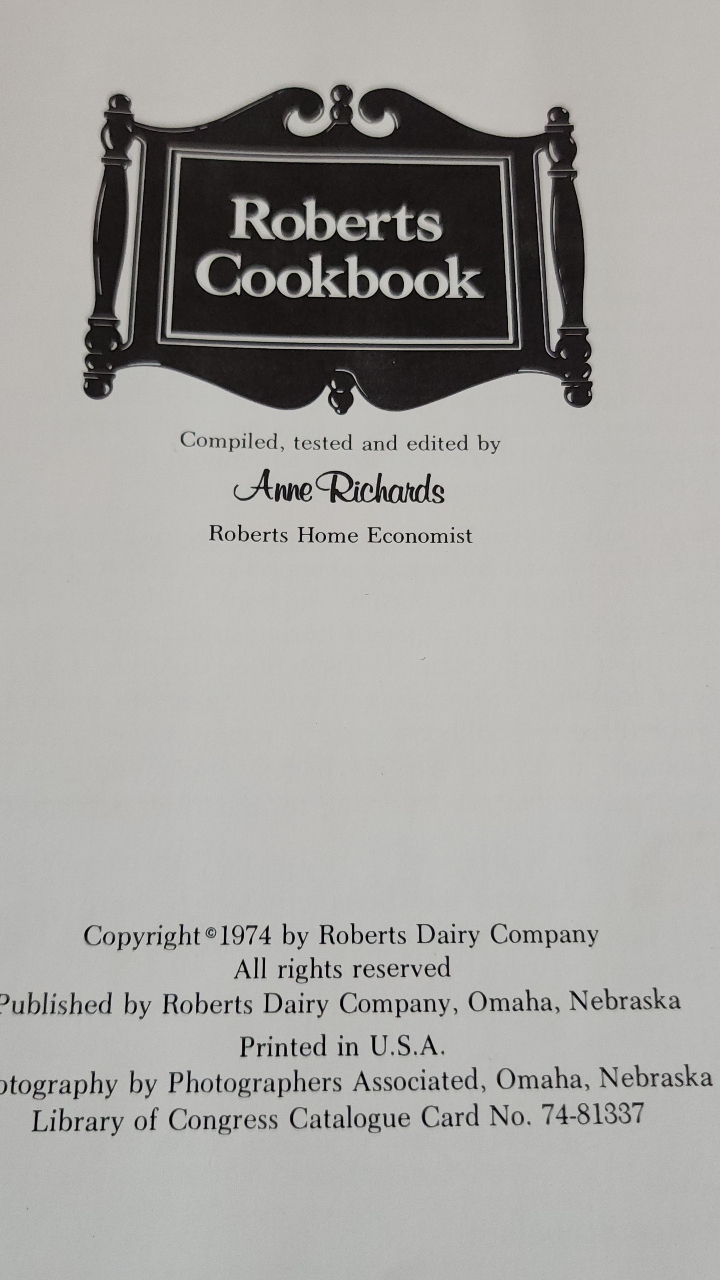 Roberts
Cookbook
Compiled, tested and edited by
Anne Richards
Roberts Home Economist
Copyright © 1974 by Roberts Dairy Company
All rights reserved
Published by Roberts Dairy Company, Omaha, Nebraska
Printed in U.S.A.
otography by Photographers Associated, Omaha, Nebraska
Library of Congress Catalogue Card No. 74-81337